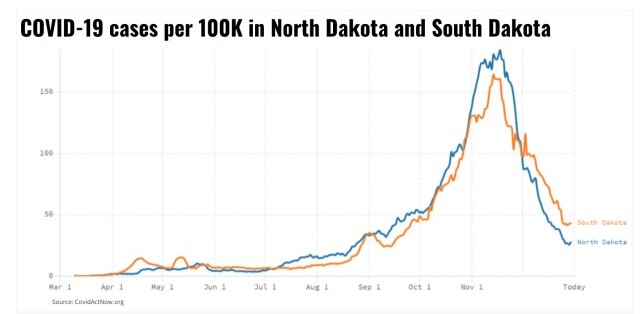 COVID-19 cases per 100K in North Dakota and South Dakota
150
100
50
0
South Dakota
North Dakota
Mar 1 Apr 1 May 1 Jun 1 Jul 1 Aug 1 Sep 1 Oct 1 Nov 1 Today
Source: CovidActNow.org